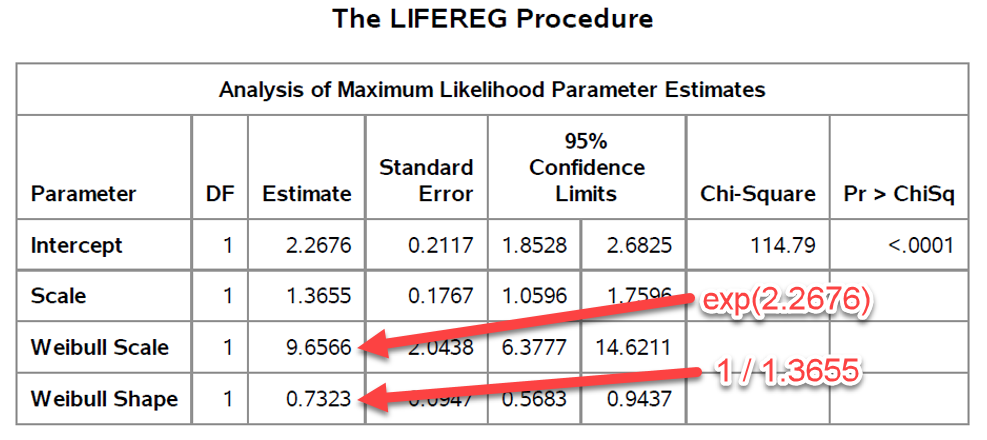 The LIFEREG Procedure
Analysis of Maximum Likelihood Parameter Estimates
Parameter DF Estimate Standard Error 95% Confidence Limits Chi-Square Pr > ChiSq
Intercept 1 2.2676 0.2117 1.8528 2.6825 114.79 <.0001
Scale 1 1.3655 0.1767 1.0596 1.7596 exp(2.2676)
Weibull Scale 1 9.6566 2.0438 6.3777 14.6211
1 / 1.3655
Weibull Shape 1 0.7323 0.0947 0.5683 0.9437